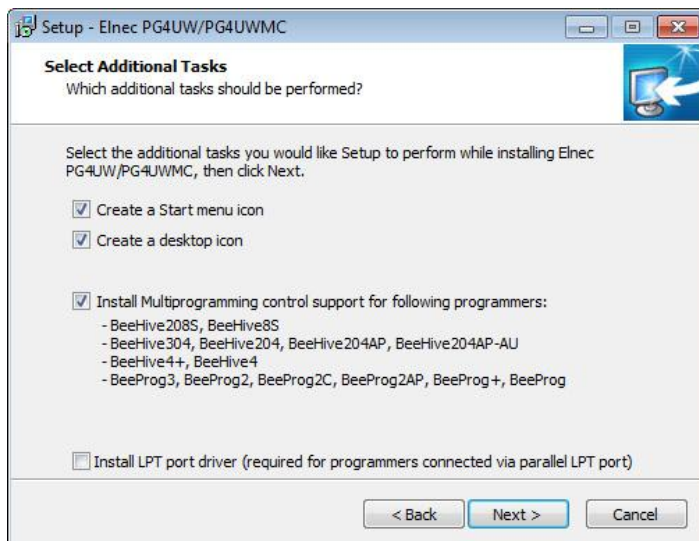 Setup - Elnec PG4UW/PG4UWMC
Select Additional Tasks
Which additional tasks should be performed?
Select the additional tasks you would like Setup to perform while installing Elnec
PG4UW/PG4UWMC, then click Next.
Create a Start menu icon
Create a desktop icon
Install Multiprogramming control support for following programmers:
- BeeHive208S, BeeHive8S
- BeeHive304, BeeHive204, BeeHive204AP, BeeHive204AP-AU
- BeeHive4+, BeeHive4
- BeeProg3, BeeProg2, BeeProg2C, BeeProg2AP, BeeProg+, BeeProg
Install LPT port driver (required for programmers connected via parallel LPT port)
< Back Next > Cancel